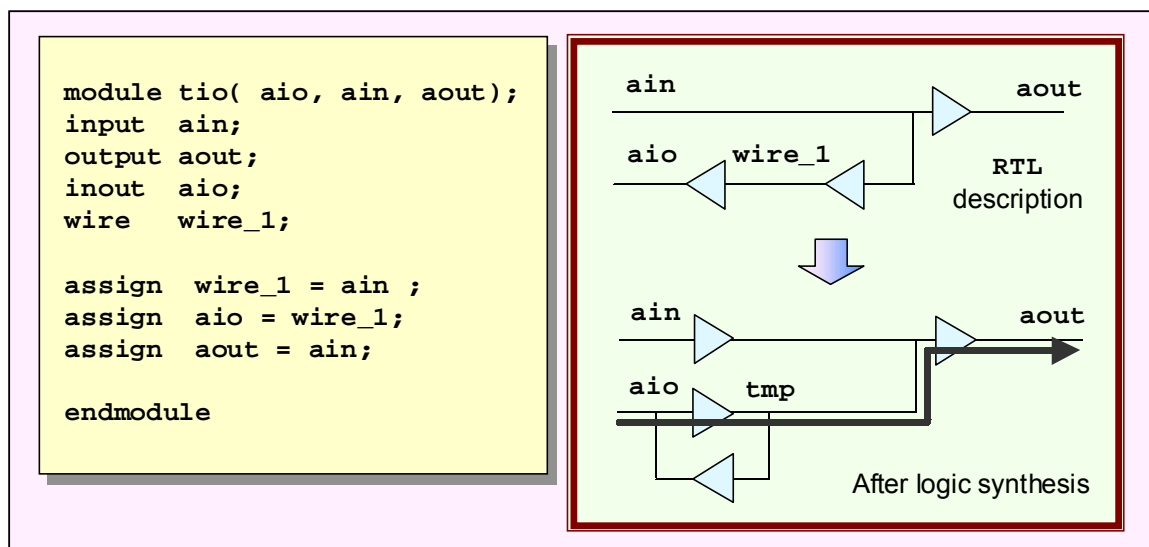 module tio( aio, ain, aout);
input  ain;
output aout;
inout  aio;
wire   wire_1;
assign  wire_1 = ain ;
assign  aio = wire_1;
assign  aout = ain;
endmodule
ain aout
aio wire_1
RTL
description
ain aout
aio tmp
After logic synthesis